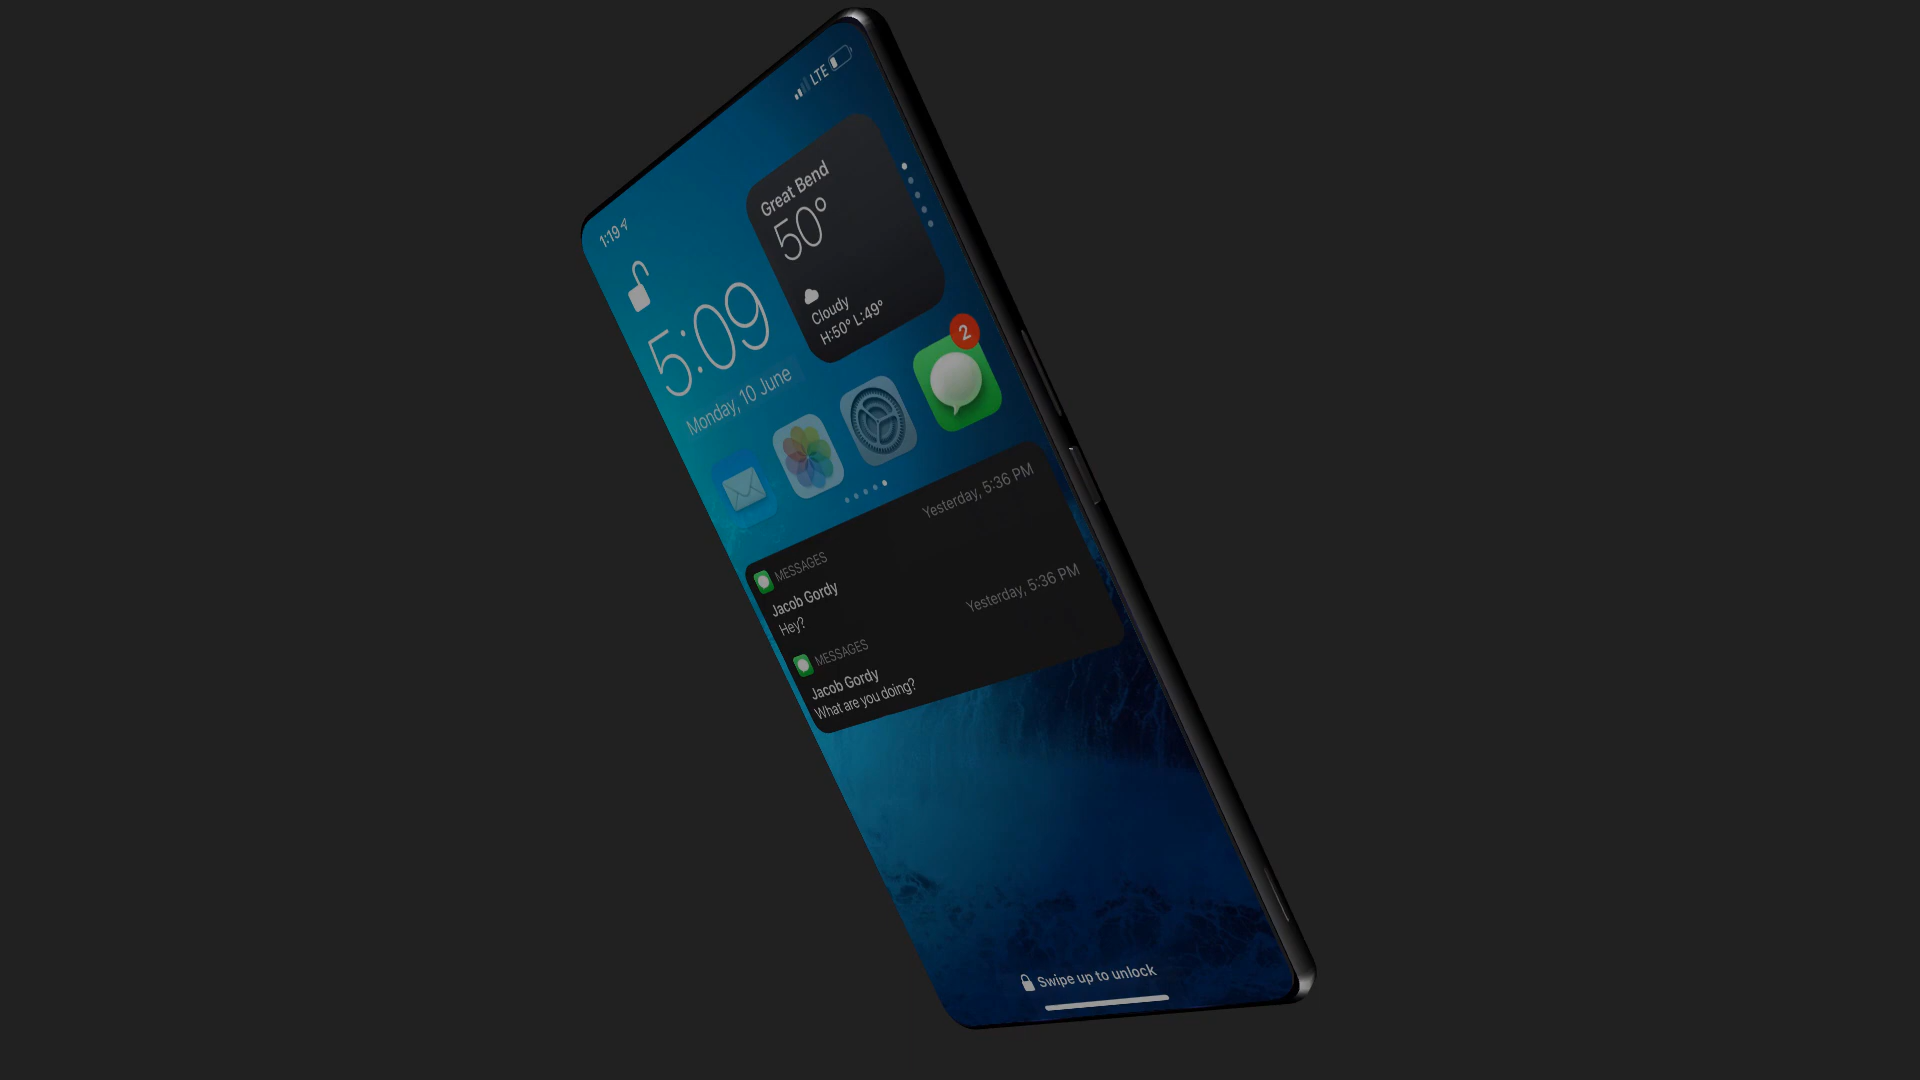 1:19
LTE
5:09
Monday, 10 June
Great Bend
50°
Cloudy
H:50° L:49°
2
MESSAGES
Yesterday, 5:36 PM
Jacob Gordy
Hey?
MESSAGES
Yesterday, 5:36 PM
Jacob Gordy
What are you doing?
Swipe up to unlock